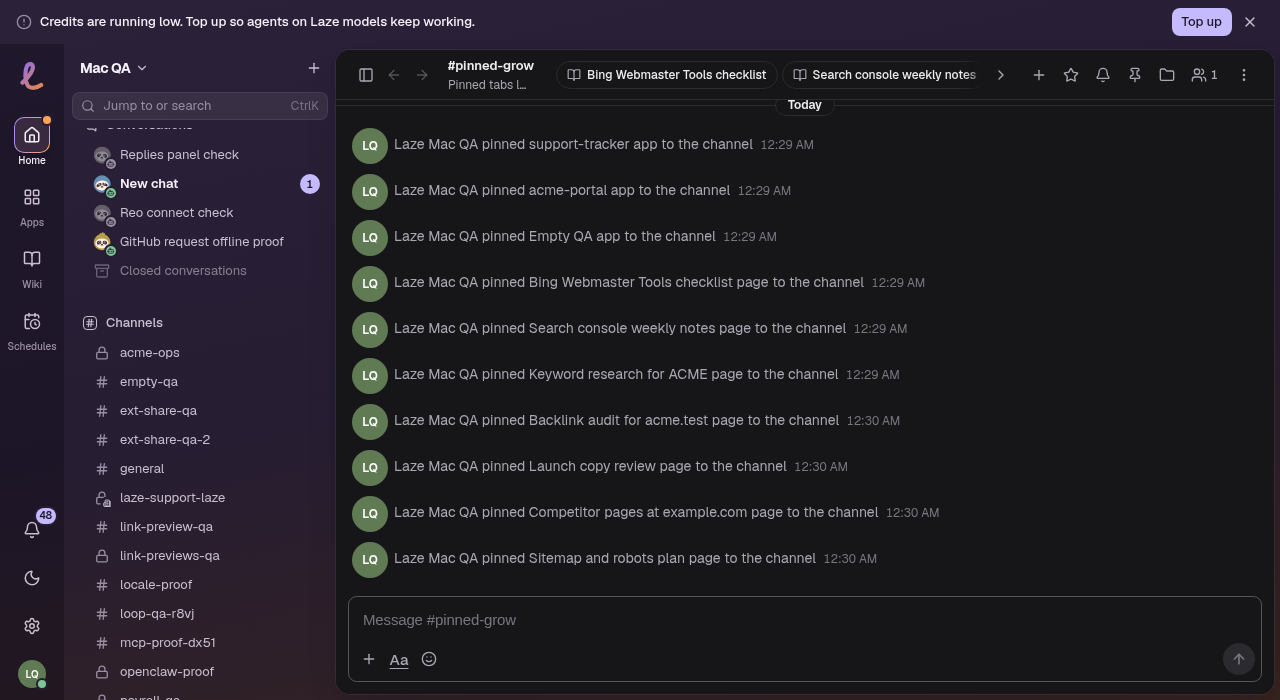 Credits are running low. Top up so agents on Laze models keep working.
Top up
Mac QA
Jump to or search
CtrlK
Home
Apps
Wiki
Schedules
48
LQ
Conversations
Replies panel check
New chat
1
Reo connect check
GitHub request offline proof
Closed conversations
Channels
acme-ops
empty-qa
ext-share-qa
ext-share-qa-2
general
laze-support-laze
link-preview-qa
link-previews-qa
locale-proof
loop-qa-r8vj
mcp-proof-dx51
openclaw-proof
#pinned-grow
Pinned tabs l...
Bing Webmaster Tools checklist
Search console weekly notes
1
Today
LQ Laze Mac QA pinned support-tracker app to the channel 12:29 AM
LQ Laze Mac QA pinned acme-portal app to the channel 12:29 AM
LQ Laze Mac QA pinned Empty QA app to the channel 12:29 AM
LQ Laze Mac QA pinned Bing Webmaster Tools checklist page to the channel 12:29 AM
LQ Laze Mac QA pinned Search console weekly notes page to the channel 12:29 AM
LQ Laze Mac QA pinned Keyword research for ACME page to the channel 12:29 AM
LQ Laze Mac QA pinned Backlink audit for acme.test page to the channel 12:30 AM
LQ Laze Mac QA pinned Launch copy review page to the channel 12:30 AM
LQ Laze Mac QA pinned Competitor pages at example.com page to the channel 12:30 AM
LQ Laze Mac QA pinned Sitemap and robots plan page to the channel 12:30 AM
Message #pinned-grow
Aa